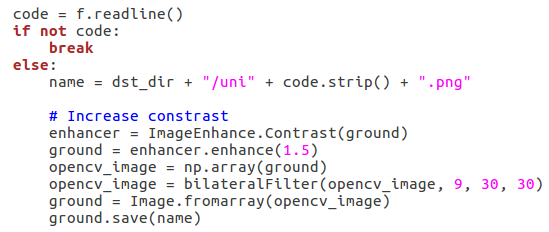 code = f.readline()
if not code:
    break
else:
    name = dst_dir + "/uni" + code.strip() + ".png"

    # Increase constrast
    enhancer = ImageEnhance.Contrast(ground)
    ground = enhancer.enhance(1.5)
    opencv_image = np.array(ground)
    opencv_image = bilateralFilter(opencv_image, 9, 30, 30)
    ground = Image.fromarray(opencv_image)
    ground.save(name)